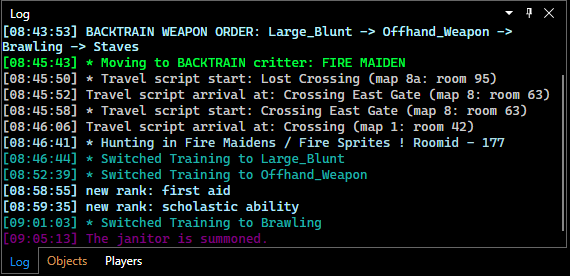 Log
[08:43:53] BACKTRAIN WEAPON ORDER: Large_Blunt -> Offhand_Weapon ->
Brawling -> Staves
[08:45:43] * Moving to BACKTRAIN critter: FIRE MAIDEN
[08:45:50] * Travel script start: Lost Crossing (map 8a: room 95)
[08:45:52] Travel script arrival at: Crossing East Gate (map 8: room 63)
[08:45:58] * Travel script start: Crossing East Gate (map 8: room 63)
[08:46:06] Travel script arrival at: Crossing (map 1: room 42)
[08:46:41] * Hunting in Fire Maidens / Fire Sprites ! Roomid - 177
[08:46:44] * Switched Training to Large_Blunt
[08:52:39] * Switched Training to Offhand_Weapon
[08:58:55] new rank: first aid
[08:59:35] new rank: scholastic ability
[09:01:03] * Switched Training to Brawling
[09:05:13] The janitor is summoned.
Log Objects Players